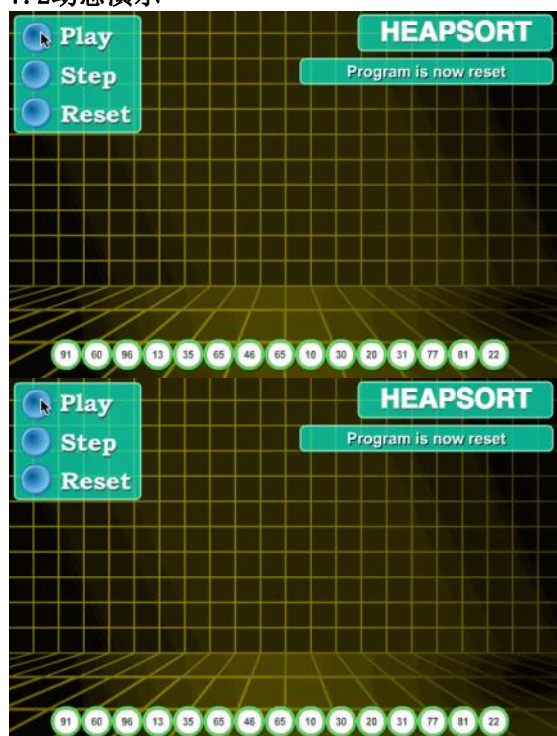 Play
HEAPSORT
Step
Program is now reset
Reset
91 60 96 13 35 65 46 65 10 30 20 31 77 81 22
Play
HEAPSORT
Step
Program is now reset
Reset
91 60 96 13 35 65 46 65 10 30 20 31 77 81 22